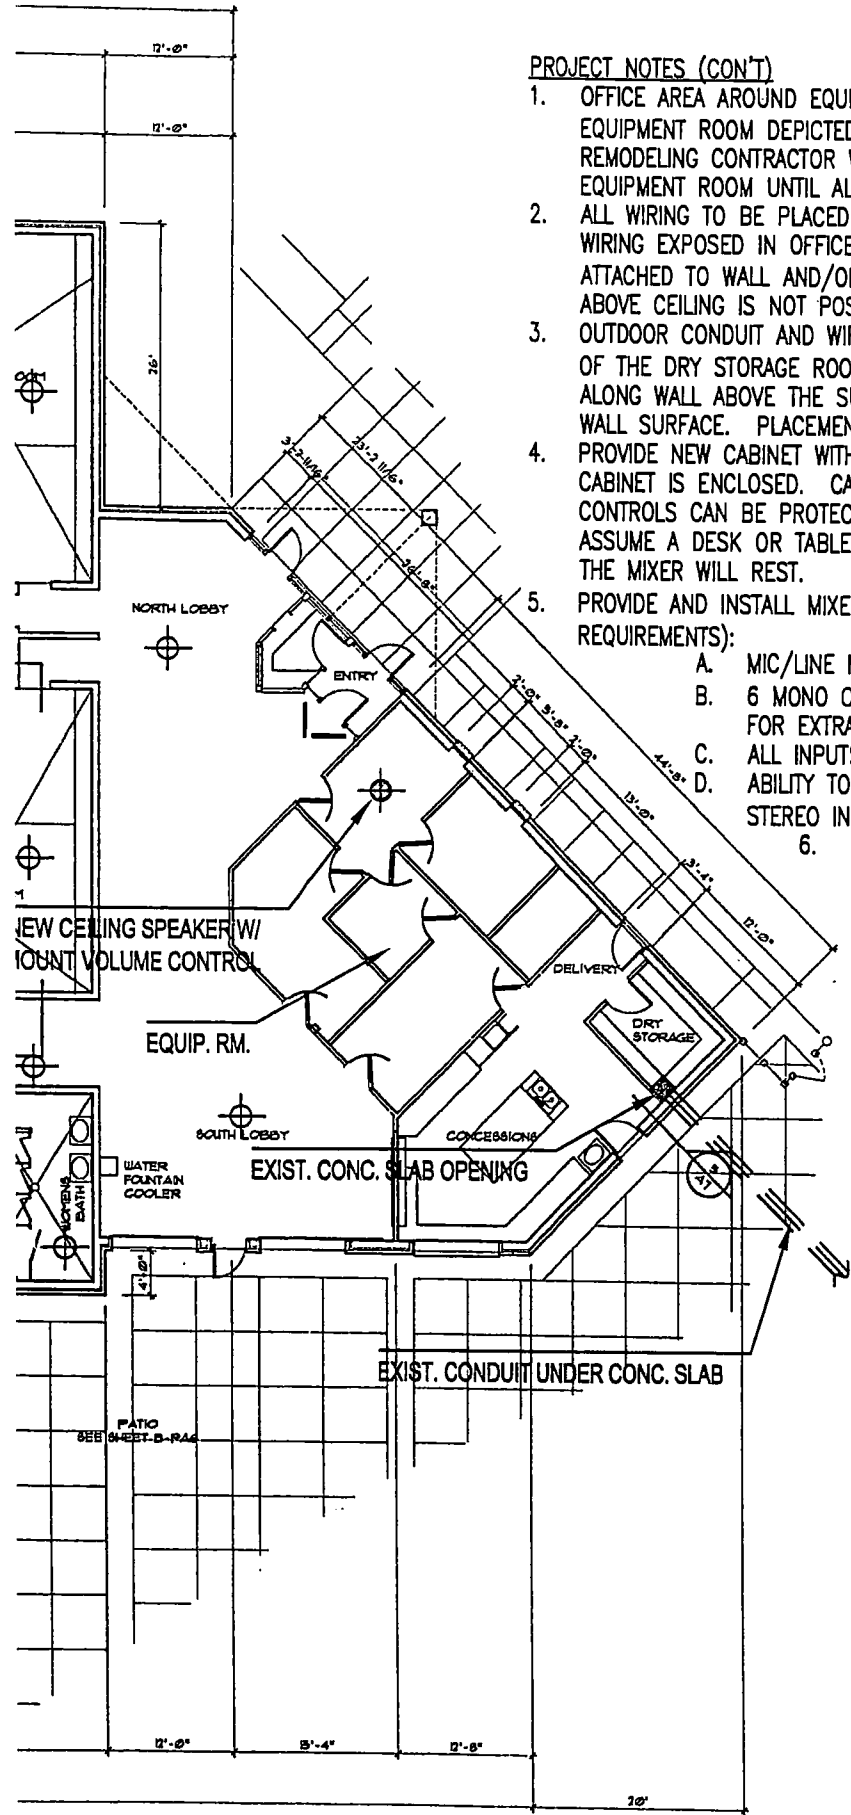 12'-0"
12'-0"
26'
PROJECT NOTES (CON'T)
1. OFFICE AREA AROUND EQUI
EQUIPMENT ROOM DEPICTED
REMODELING CONTRACTOR W
EQUIPMENT ROOM UNTIL AL
2. ALL WIRING TO BE PLACED
WIRING EXPOSED IN OFFICE
ATTACHED TO WALL AND/O
ABOVE CEILING IS NOT POS
3. OUTDOOR CONDUIT AND WI
OF THE DRY STORAGE ROO
ALONG WALL ABOVE THE S
WALL SURFACE. PLACEMEN
4. PROVIDE NEW CABINET WITH
CABINET IS ENCLOSED. CA
CONTROLS CAN BE PROTEC
ASSUME A DESK OR TABLE
THE MIXER WILL REST.
5. PROVIDE AND INSTALL MIXE
REQUIREMENTS):
A. MIC/LINE
B. 6 MONO C
FOR EXTRA
C. ALL INPUTS
D. ABILITY TO
STEREO IN
6.
3'-2 11/16"
23'-2 11/16"
26'-8"
NORTH LOBBY
ENTRY
2'-0"
5'-8"
2'-0"
44'-8"
13'-0"
3'-4"
12'-0"
NEW CEILING SPEAKER W/
MOUNT VOLUME CONTROL
DELIVERY
DRY
STORAGE
EQUIP. RM.
SOUTH LOBBY
CONCESSIONS
EXIST. CONC. SLAB OPENING
WATER
FOUNTAIN
COOLER
WOMENS
BATH
A7
4'-0"
EXIST. CONDUIT UNDER CONC. SLAB
PATIO
12'-0"
13'-4"
12'-8"
20'